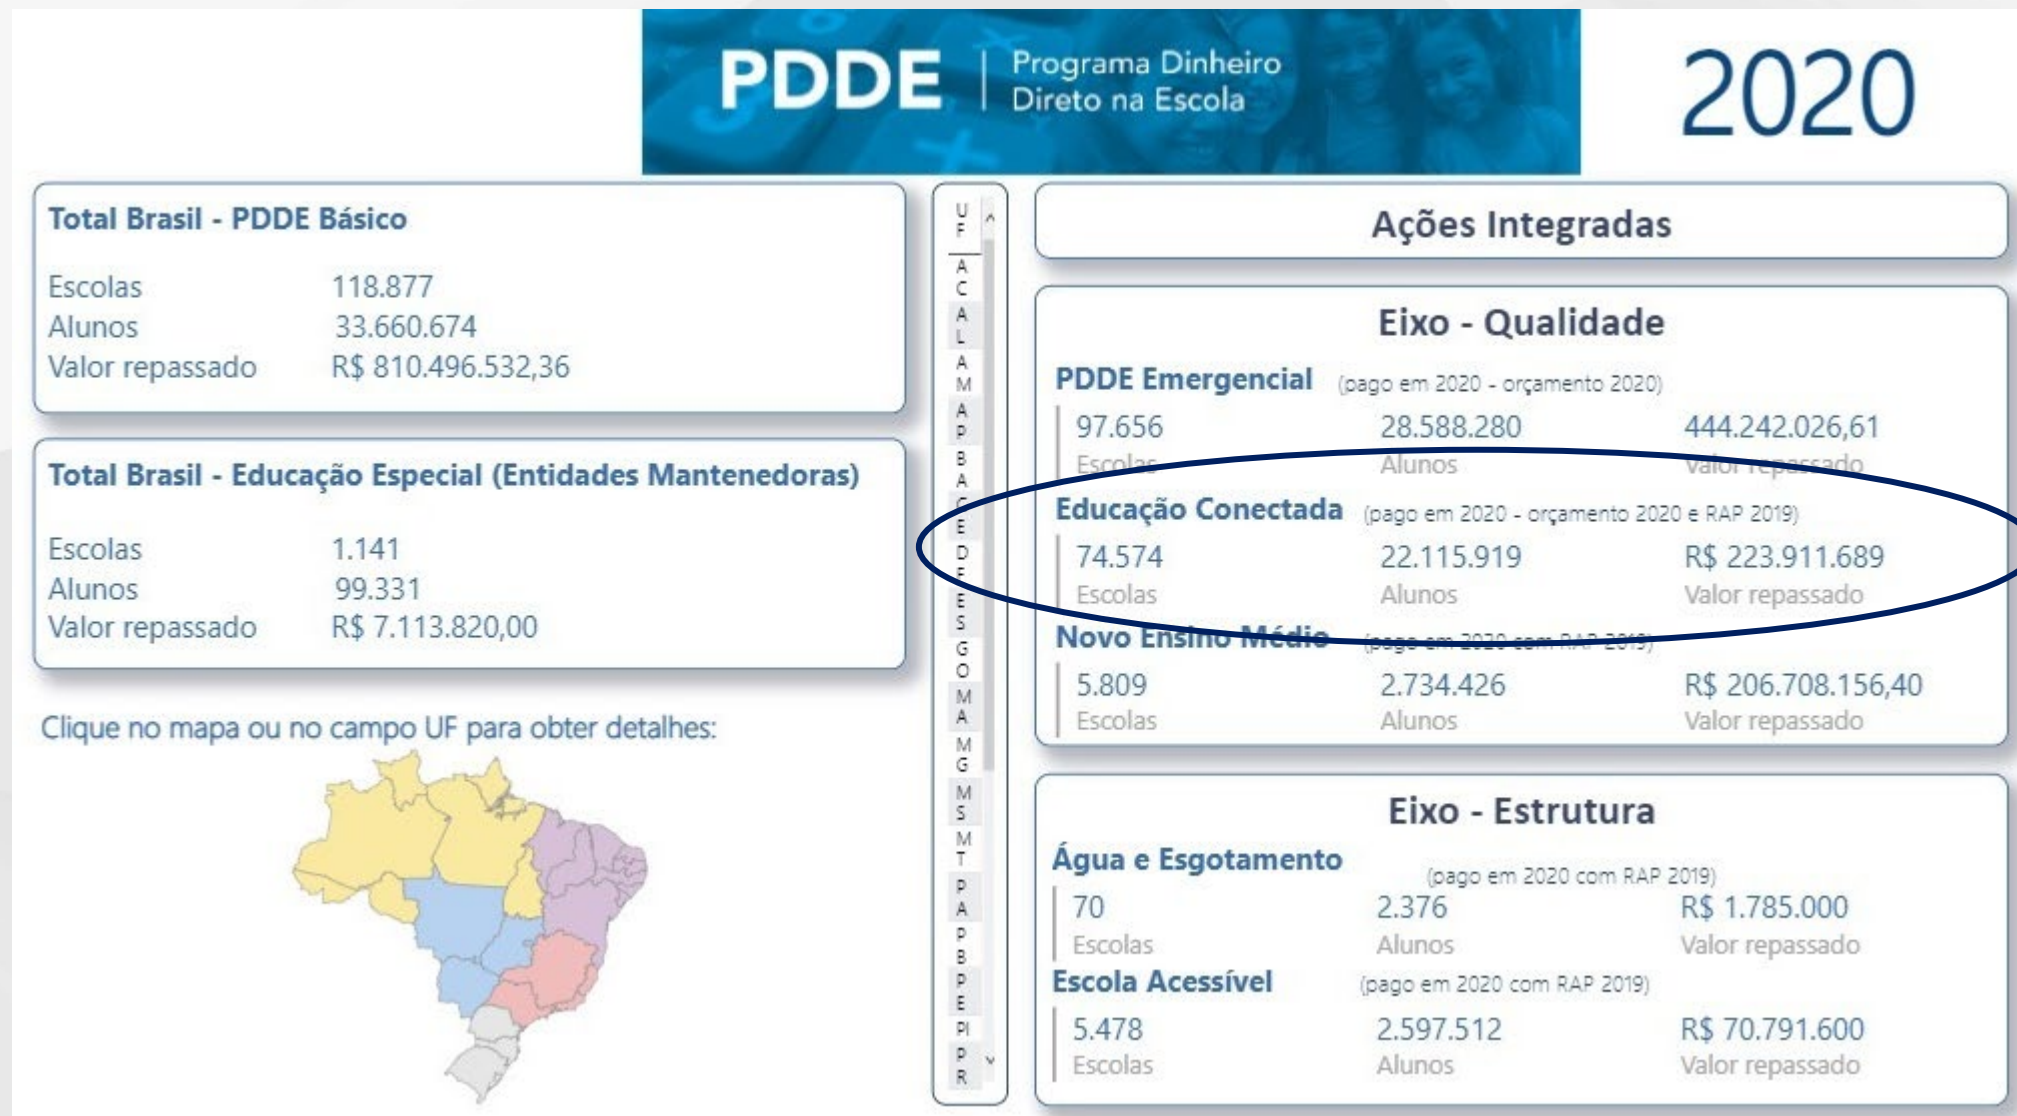 PDDE
Programa Dinheiro
Direto na Escola
2020
Total Brasil - PDDE Básico
Escolas 118.877
Alunos 33.660.674
Valor repassado R$ 810.496.532,36
Total Brasil - Educação Especial (Entidades Mantenedoras)
Escolas 1.141
Alunos 99.331
Valor repassado R$ 7.113.820,00
Clique no mapa ou no campo UF para obter detalhes:
UF
AC
AL
AM
AP
BA
CE
DF
ES
GO
MA
MG
MS
MT
PA
PB
PE
PI
PR
Ações Integradas
Eixo - Qualidade
PDDE Emergencial (pago em 2020 - orçamento 2020)
97.656 28.588.280 444.242.026,61
Escolas Alunos Valor repassado
Educação Conectada (pago em 2020 - orçamento 2020 e RAP 2019)
74.574 22.115.919 R$ 223.911.689
Escolas Alunos Valor repassado
Novo Ensino Médio (pago em 2020 com RAP 2019)
5.809 2.734.426 R$ 206.708.156,40
Escolas Alunos Valor repassado
Eixo - Estrutura
Água e Esgotamento (pago em 2020 com RAP 2019)
70 2.376 R$ 1.785.000
Escolas Alunos Valor repassado
Escola Acessível (pago em 2020 com RAP 2019)
5.478 2.597.512 R$ 70.791.600
Escolas Alunos Valor repassado